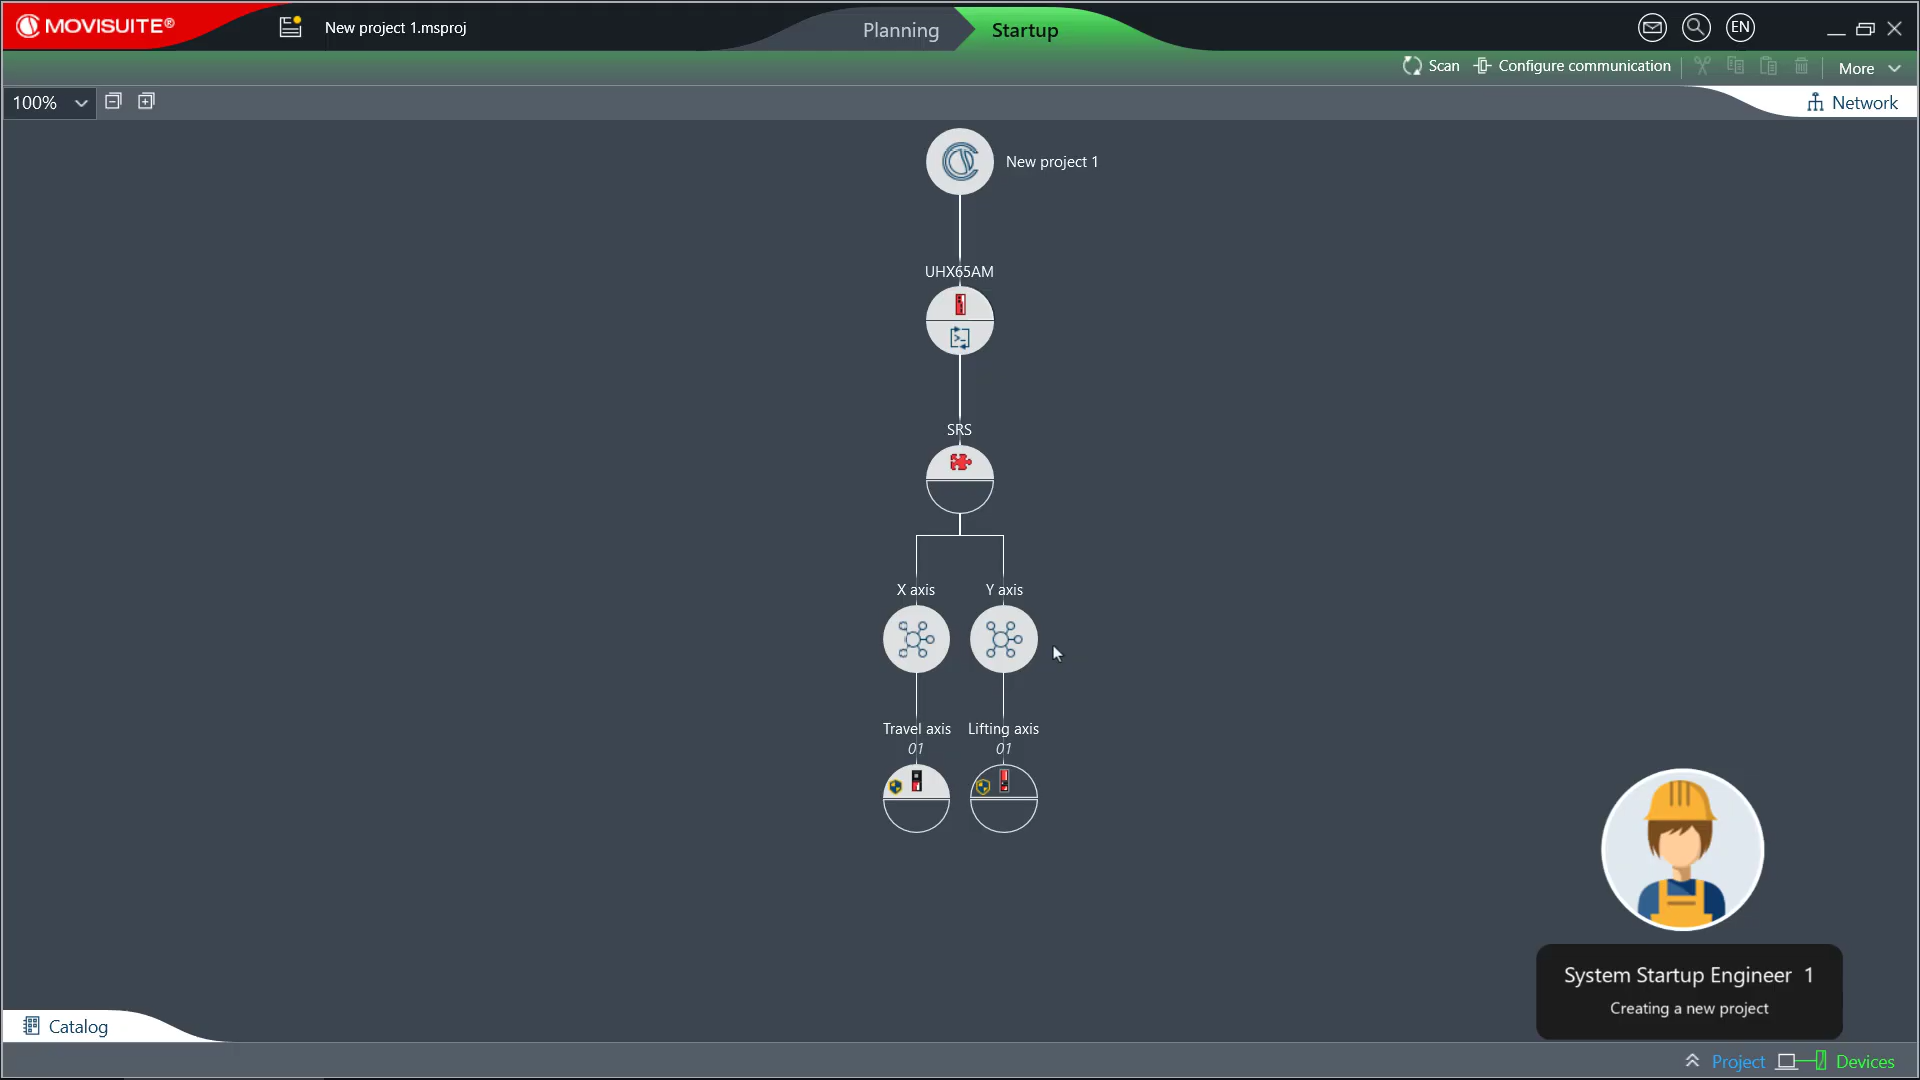 MOVISUITE®
New project 1.msproj
Planning
Startup
EN
Scan
Configure communication
More
100%
Network
New project 1
UHX65AM
SRS
X axis
Y axis
Travel axis
Lifting axis
01
01
System Startup Engineer 1
Creating a new project
Catalog
Project
Devices